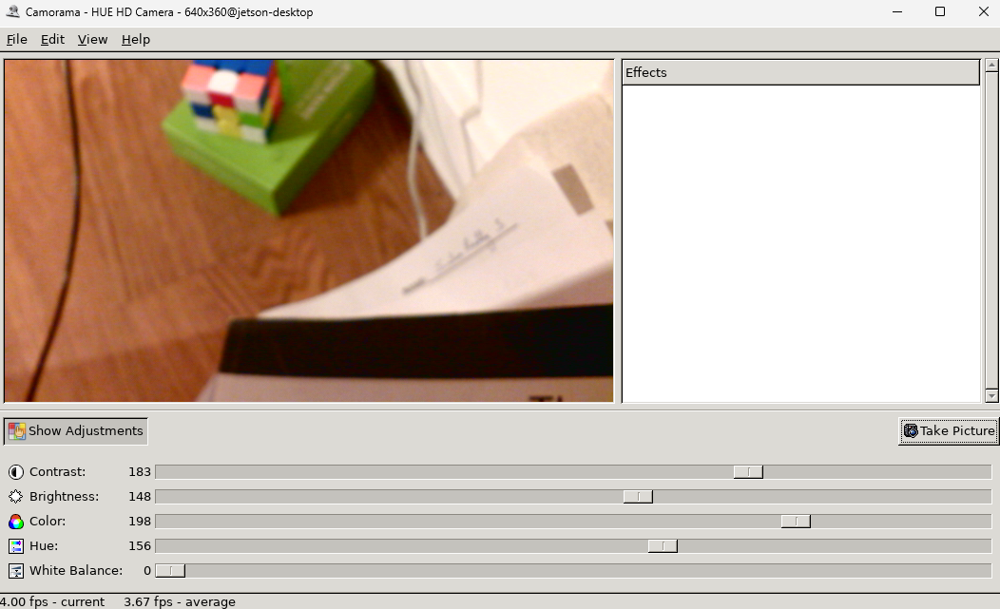 Camorama - HUE HD Camera - 640x360@jetson-desktop
File Edit View Help
Effects
Show Adjustments
Take Picture
Contrast: 183
Brightness: 148
Color: 198
Hue: 156
White Balance: 0
4.00 fps - current 3.67 fps - average